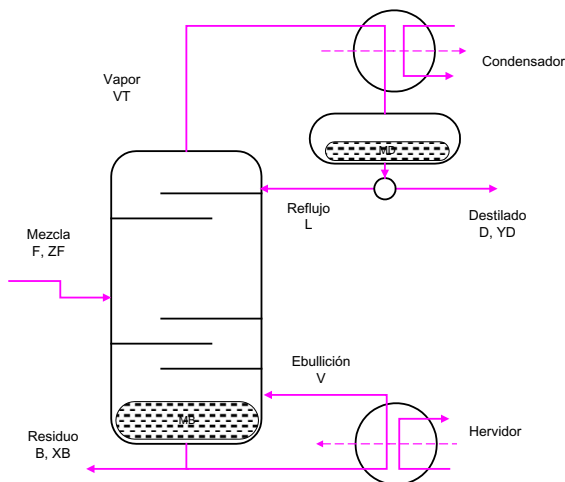 Condensador
Vapor
VT
MD
Reflujo
L
Destilado
D, YD
Mezcla
F, ZF
Ebullición
V
MB
Residuo
B, XB
Hervidor